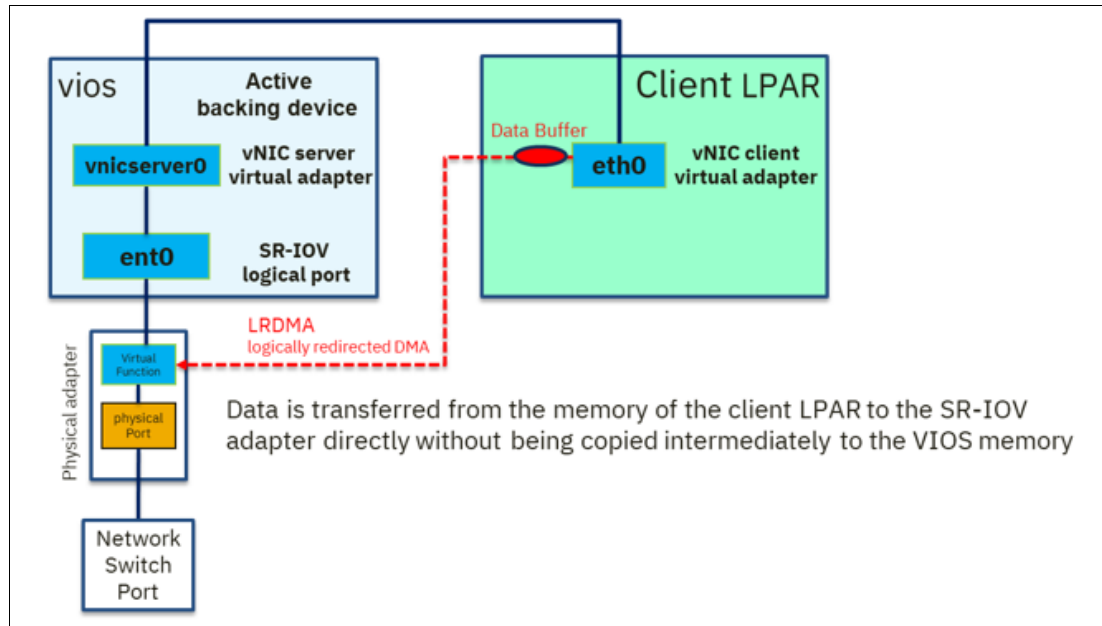 vios
Active
backing device
vnicserver0
vNIC server
virtual adapter
ent0
SR-IOV
logical port
Client LPAR
Data Buffer
eth0
vNIC client
virtual adapter
LRDMA
logically redirected DMA
Physical adapter
Virtual
Function
physical
Port
Data is transferred from the memory of the client LPAR to the SR-IOV
adapter directly without being copied intermediately to the VIOS memory
Network
Switch
Port